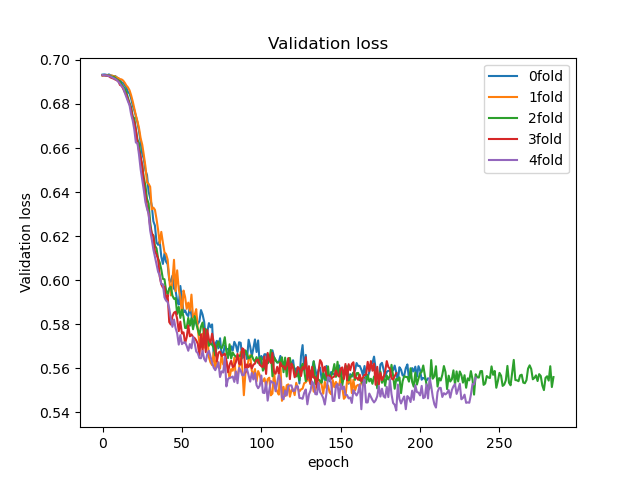 Validation loss
0.70
0.68
0.66
0.64
0.62
0.60
0.58
0.56
0.54
Validation loss
0fold
1fold
2fold
3fold
4fold
0 50 100 150 200 250
epoch